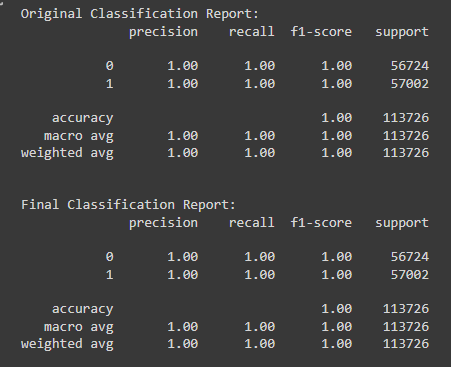 Original Classification Report:
precision recall f1-score support
0 1.00 1.00 1.00 56724
1 1.00 1.00 1.00 57002
accuracy 1.00 113726
macro avg 1.00 1.00 1.00 113726
weighted avg 1.00 1.00 1.00 113726
Final Classification Report:
precision recall f1-score support
0 1.00 1.00 1.00 56724
1 1.00 1.00 1.00 57002
accuracy 1.00 113726
macro avg 1.00 1.00 1.00 113726
weighted avg 1.00 1.00 1.00 113726